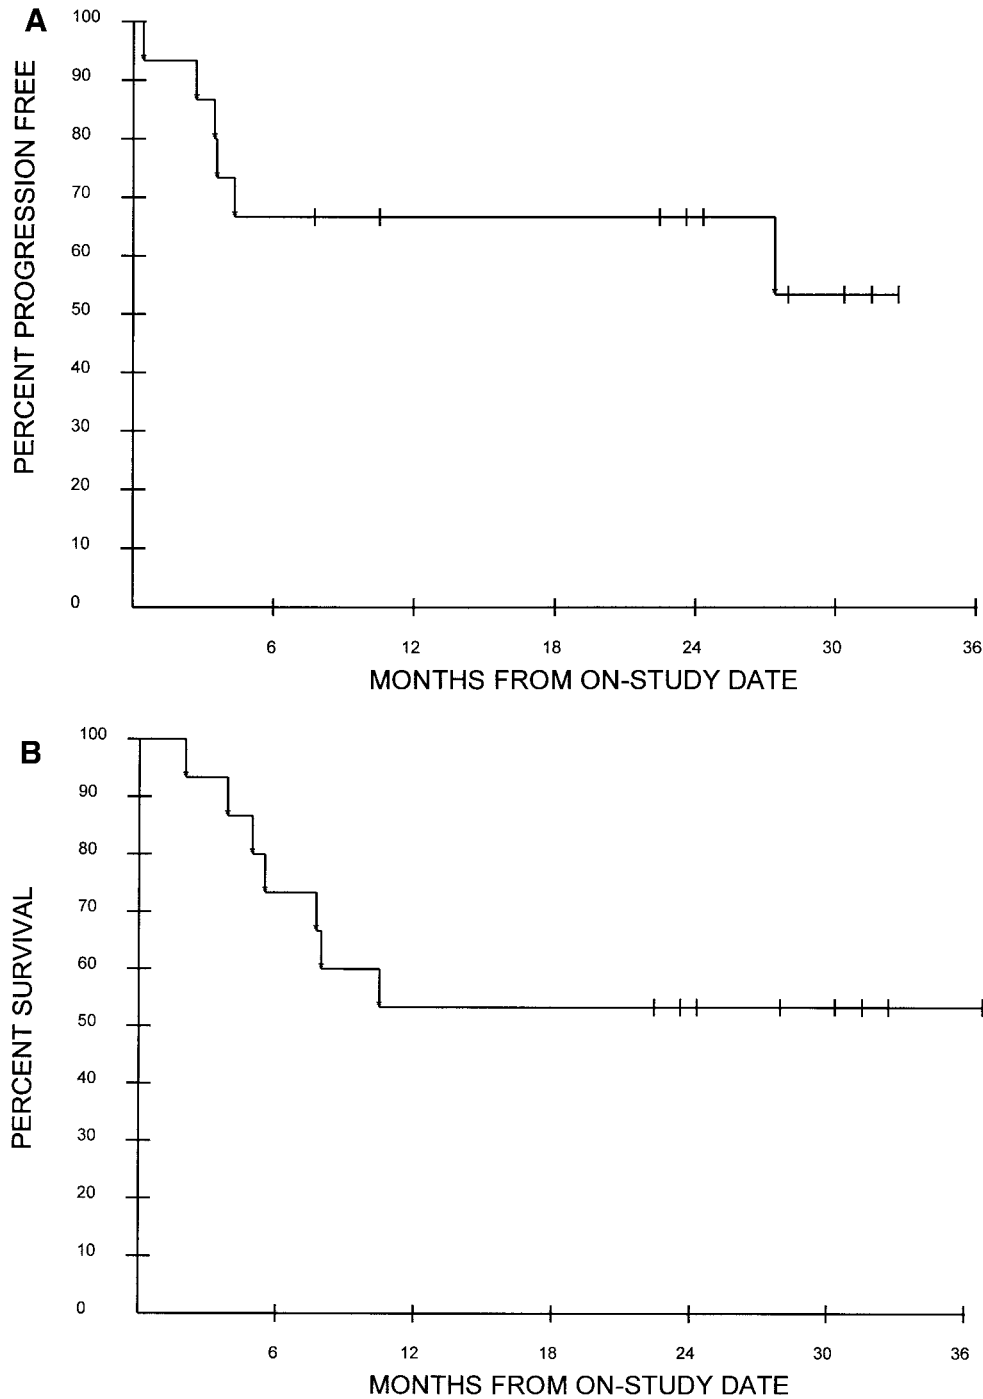 A
100
90
80
70
60
50
40
30
20
10
0
PERCENT PROGRESSION FREE
6 12 18 24 30 36
MONTHS FROM ON-STUDY DATE
B
100
90
80
70
60
50
40
30
20
10
0
PERCENT SURVIVAL
6 12 18 24 30 36
MONTHS FROM ON-STUDY DATE